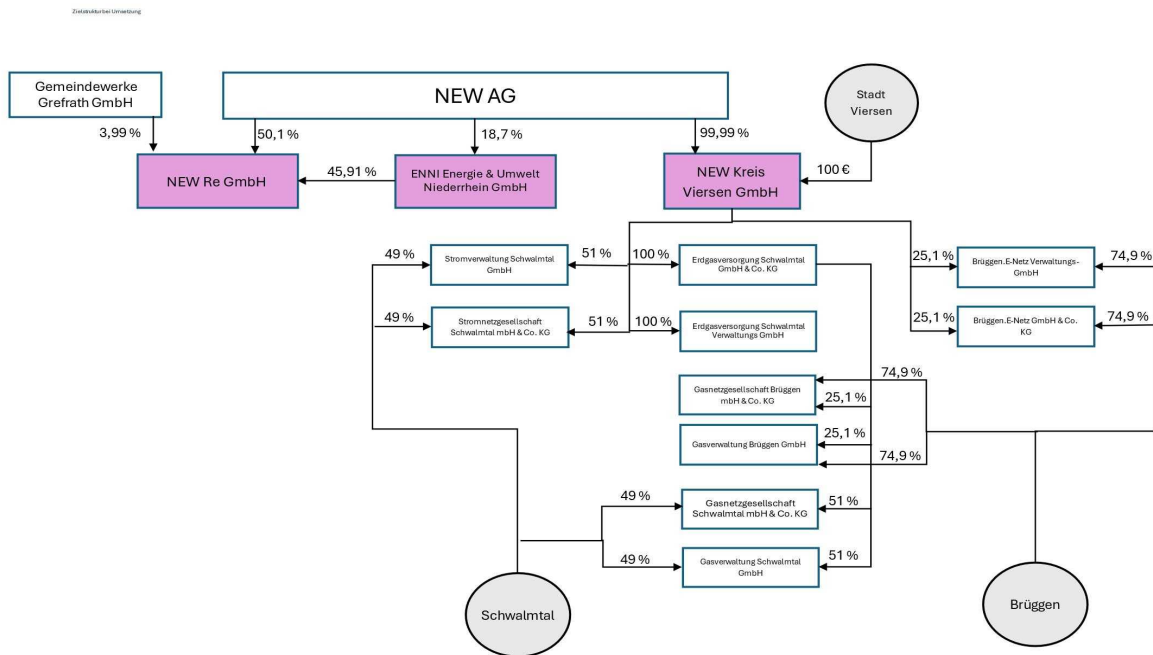 Zielstruktur bei Umsetzung
Gemeindewerke
Grefrath GmbH
NEW AG
Stadt
Viersen
3,99 %
50,1 %
18,7 %
99,99 %
NEW Re GmbH
45,91 %
ENNI Energie & Umwelt
Niederrhein GmbH
NEW Kreis
Viersen GmbH
100 €
49 %
Stromverwaltung Schwalmtal
GmbH
51 %
100 %
Erdgasversorgung Schwalmtal
GmbH & Co. KG
25,1 %
Brüggen.E-Netz Verwaltungs-
GmbH
74,9 %
49 %
Stromnetzgesellschaft
Schwalmtal mbH & Co. KG
51 %
100 %
Erdgasversorgung Schwalmtal
Verwaltungs GmbH
25,1 %
Brüggen.E-Netz GmbH & Co.
KG
74,9 %
Gasnetzgesellschaft Brüggen
mbH & Co. KG
74,9 %
25,1 %
Gasverwaltung Brüggen GmbH
25,1 %
74,9 %
49 %
Gasnetzgesellschaft
Schwalmtal mbH & Co. KG
51 %
49 %
Gasverwaltung Schwalmtal
GmbH
51 %
Schwalmtal
Brüggen